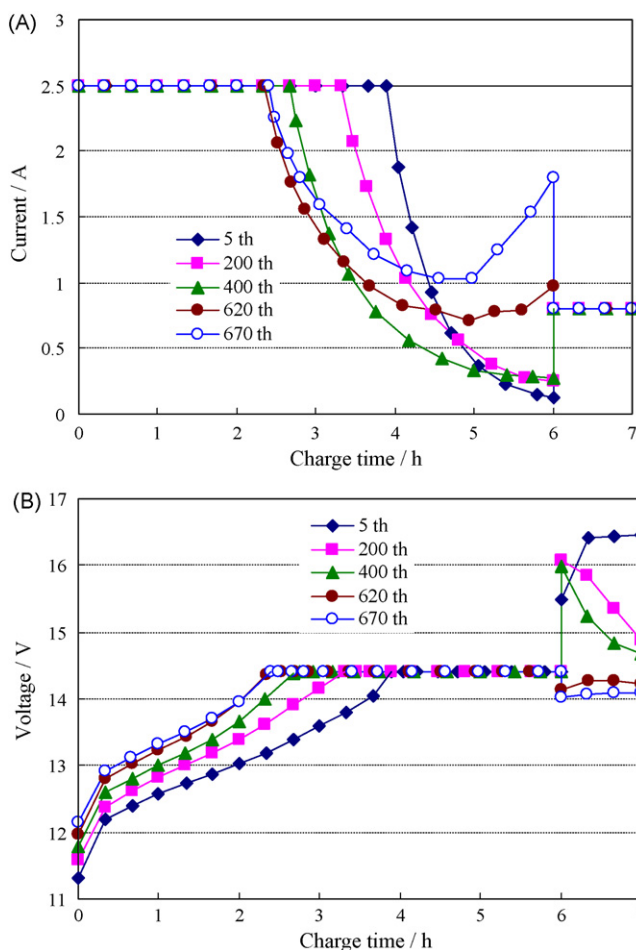 (A)
3
2.5
2
1.5
1
0.5
0
Current / A
5 th
200 th
400 th
620 th
670 th
0 1 2 3 4 5 6 7
Charge time / h
(B)
17
16
15
14
13
12
11
Voltage / V
5 th
200 th
400 th
620 th
670 th
0 1 2 3 4 5 6 7
Charge time / h